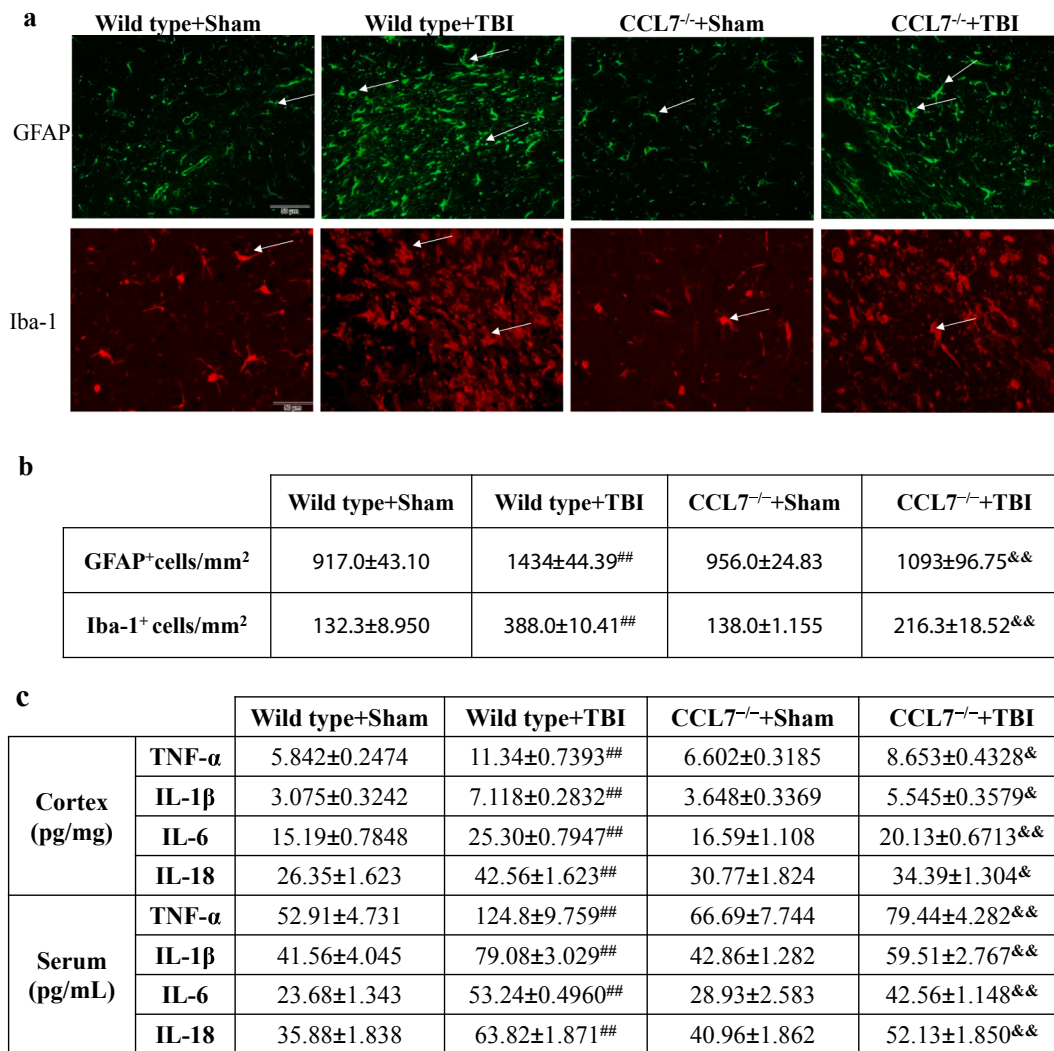 a
Wild type+Sham Wild type+TBI CCL7⁻/⁻+Sham CCL7⁻/⁻+TBI
GFAP
50 μm
Iba-1
50 μm
b
Wild type+Sham Wild type+TBI CCL7⁻/⁻+Sham CCL7⁻/⁻+TBI
GFAP⁺cells/mm² 917.0±43.10 1434±44.39## 956.0±24.83 1093±96.75&&
Iba-1⁺ cells/mm² 132.3±8.950 388.0±10.41## 138.0±1.155 216.3±18.52&&
c
Wild type+Sham Wild type+TBI CCL7⁻/⁻+Sham CCL7⁻/⁻+TBI
Cortex (pg/mg)
TNF-α 5.842±0.2474 11.34±0.7393## 6.602±0.3185 8.653±0.4328&
IL-1β 3.075±0.3242 7.118±0.2832## 3.648±0.3369 5.545±0.3579&
IL-6 15.19±0.7848 25.30±0.7947## 16.59±1.108 20.13±0.6713&&
IL-18 26.35±1.623 42.56±1.623## 30.77±1.824 34.39±1.304&
Serum (pg/mL)
TNF-α 52.91±4.731 124.8±9.759## 66.69±7.744 79.44±4.282&&
IL-1β 41.56±4.045 79.08±3.029## 42.86±1.282 59.51±2.767&&
IL-6 23.68±1.343 53.24±0.4960## 28.93±2.583 42.56±1.148&&
IL-18 35.88±1.838 63.82±1.871## 40.96±1.862 52.13±1.850&&